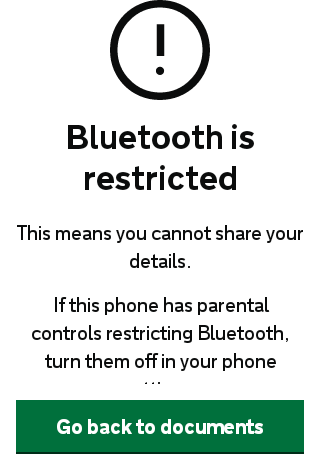 Bluetooth is
restricted
This means you cannot share your
details.
If this phone has parental
controls restricting Bluetooth,
turn them off in your phone
Go back to documents